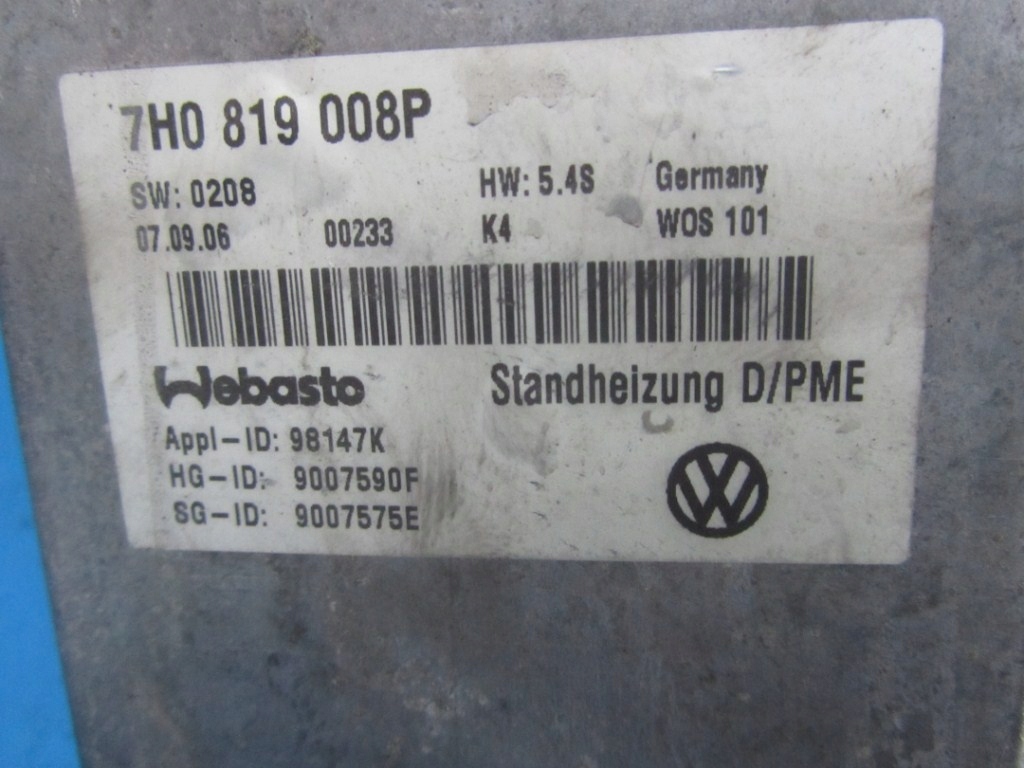 7H0 819 008P
SW: 0208 HW: 5.4S Germany
07.09.06 00233 K4 WOS 101
Webasto Standheizung D/PME
Appl-ID: 98147K
HG-ID: 9007590F
SG-ID: 9007575E
VW